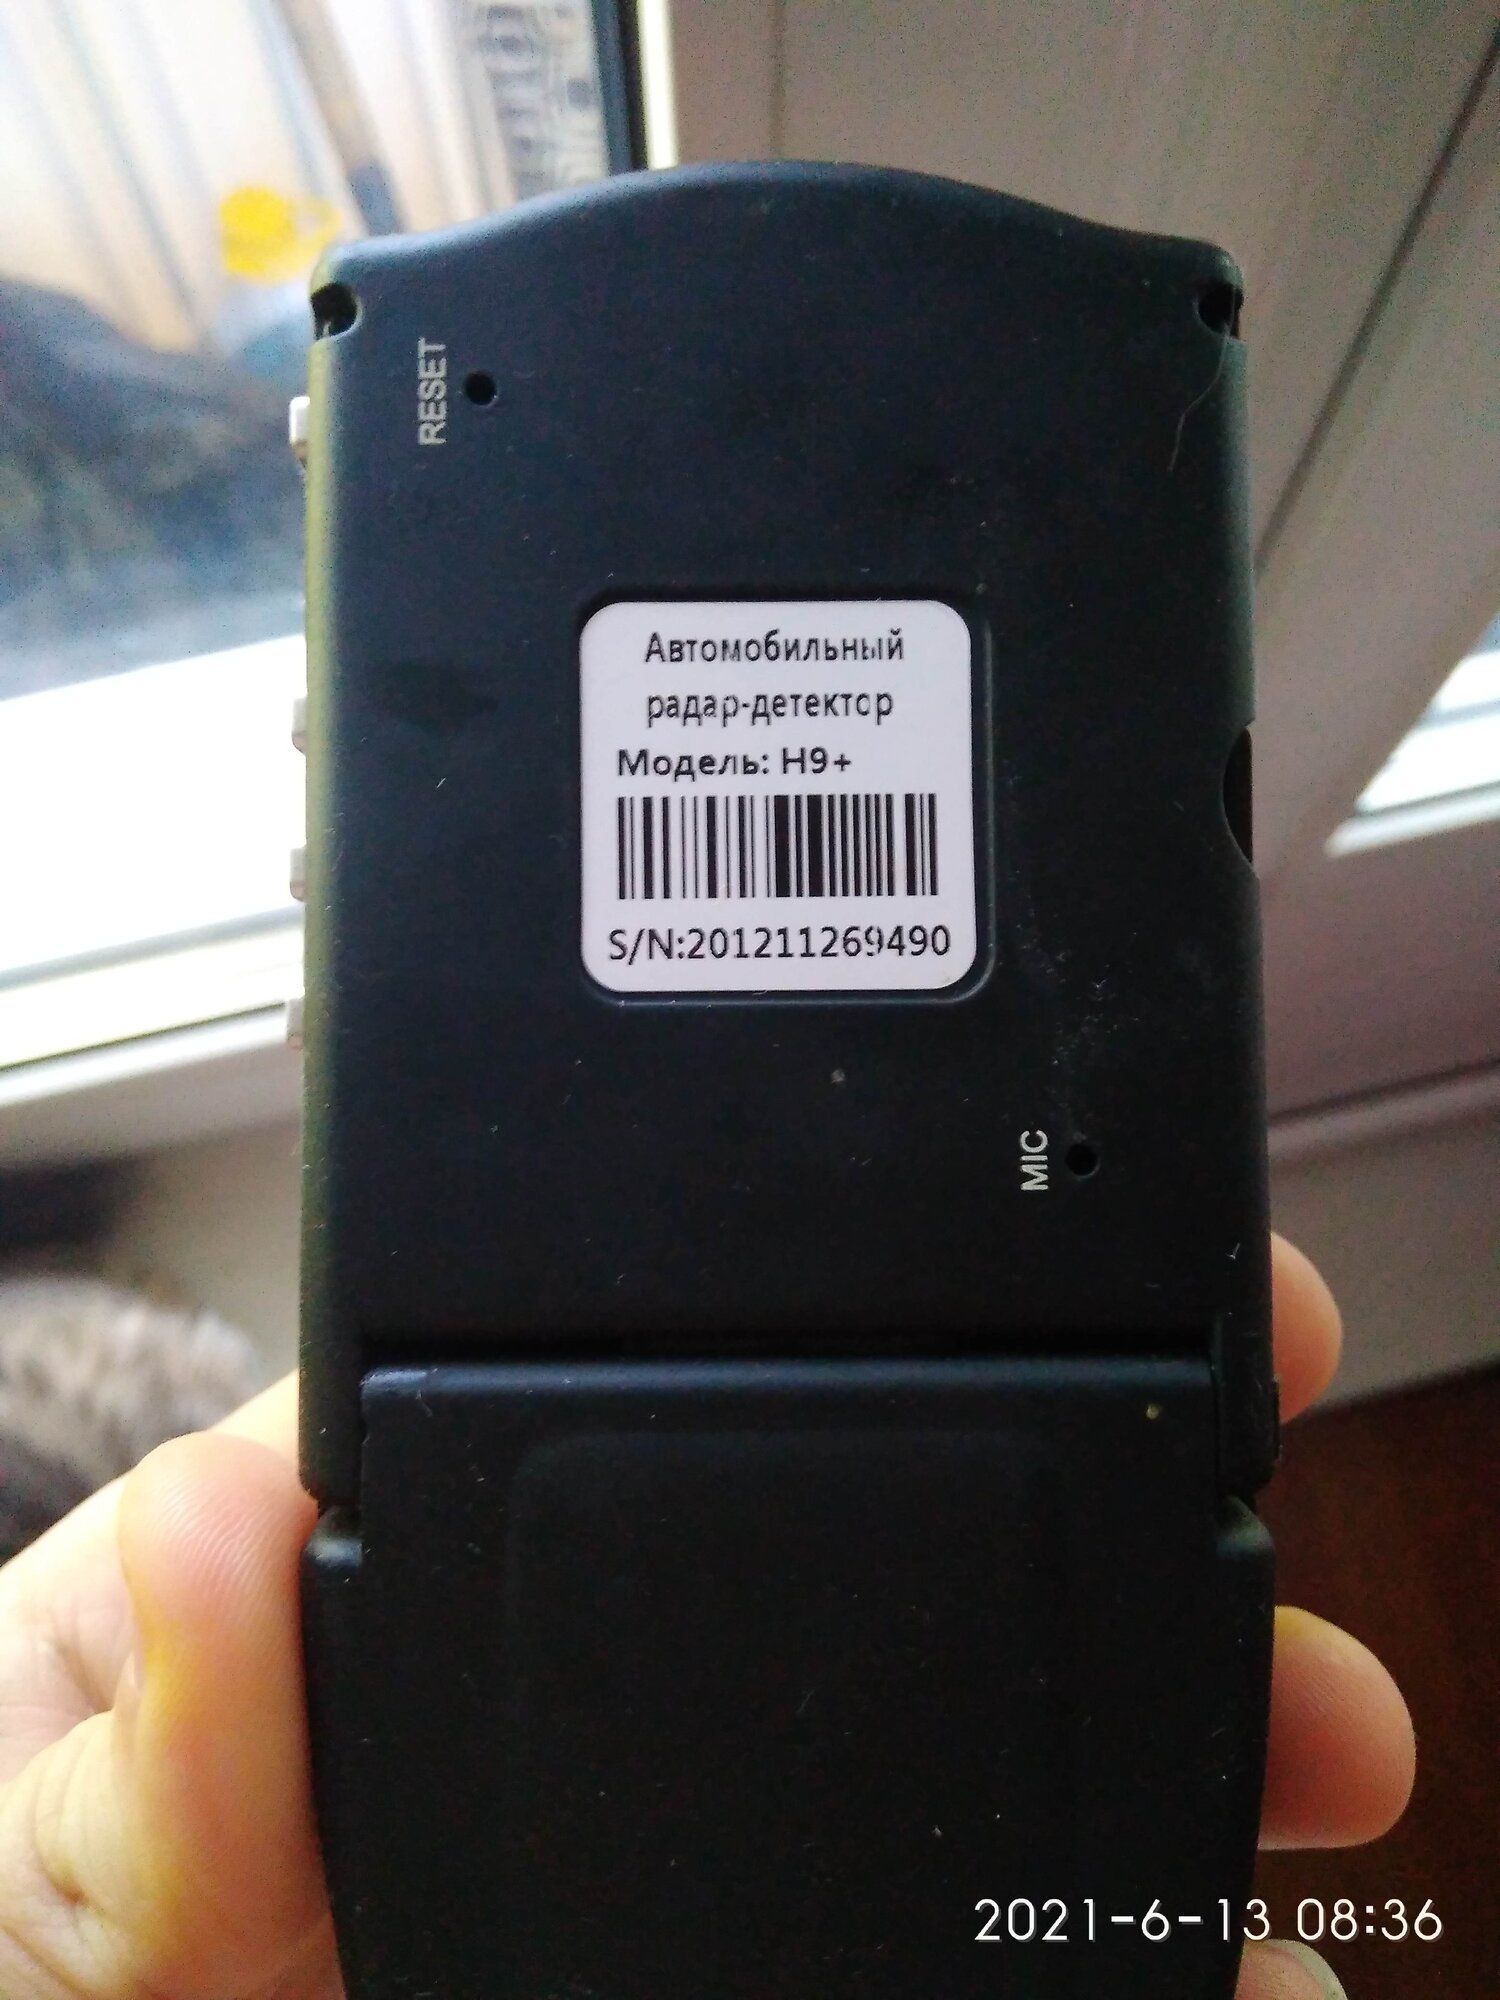 RESET
Автомобильный
радар-детектор
Модель: H9+
S/N:201211269490
MIC
2021-6-13 08:36